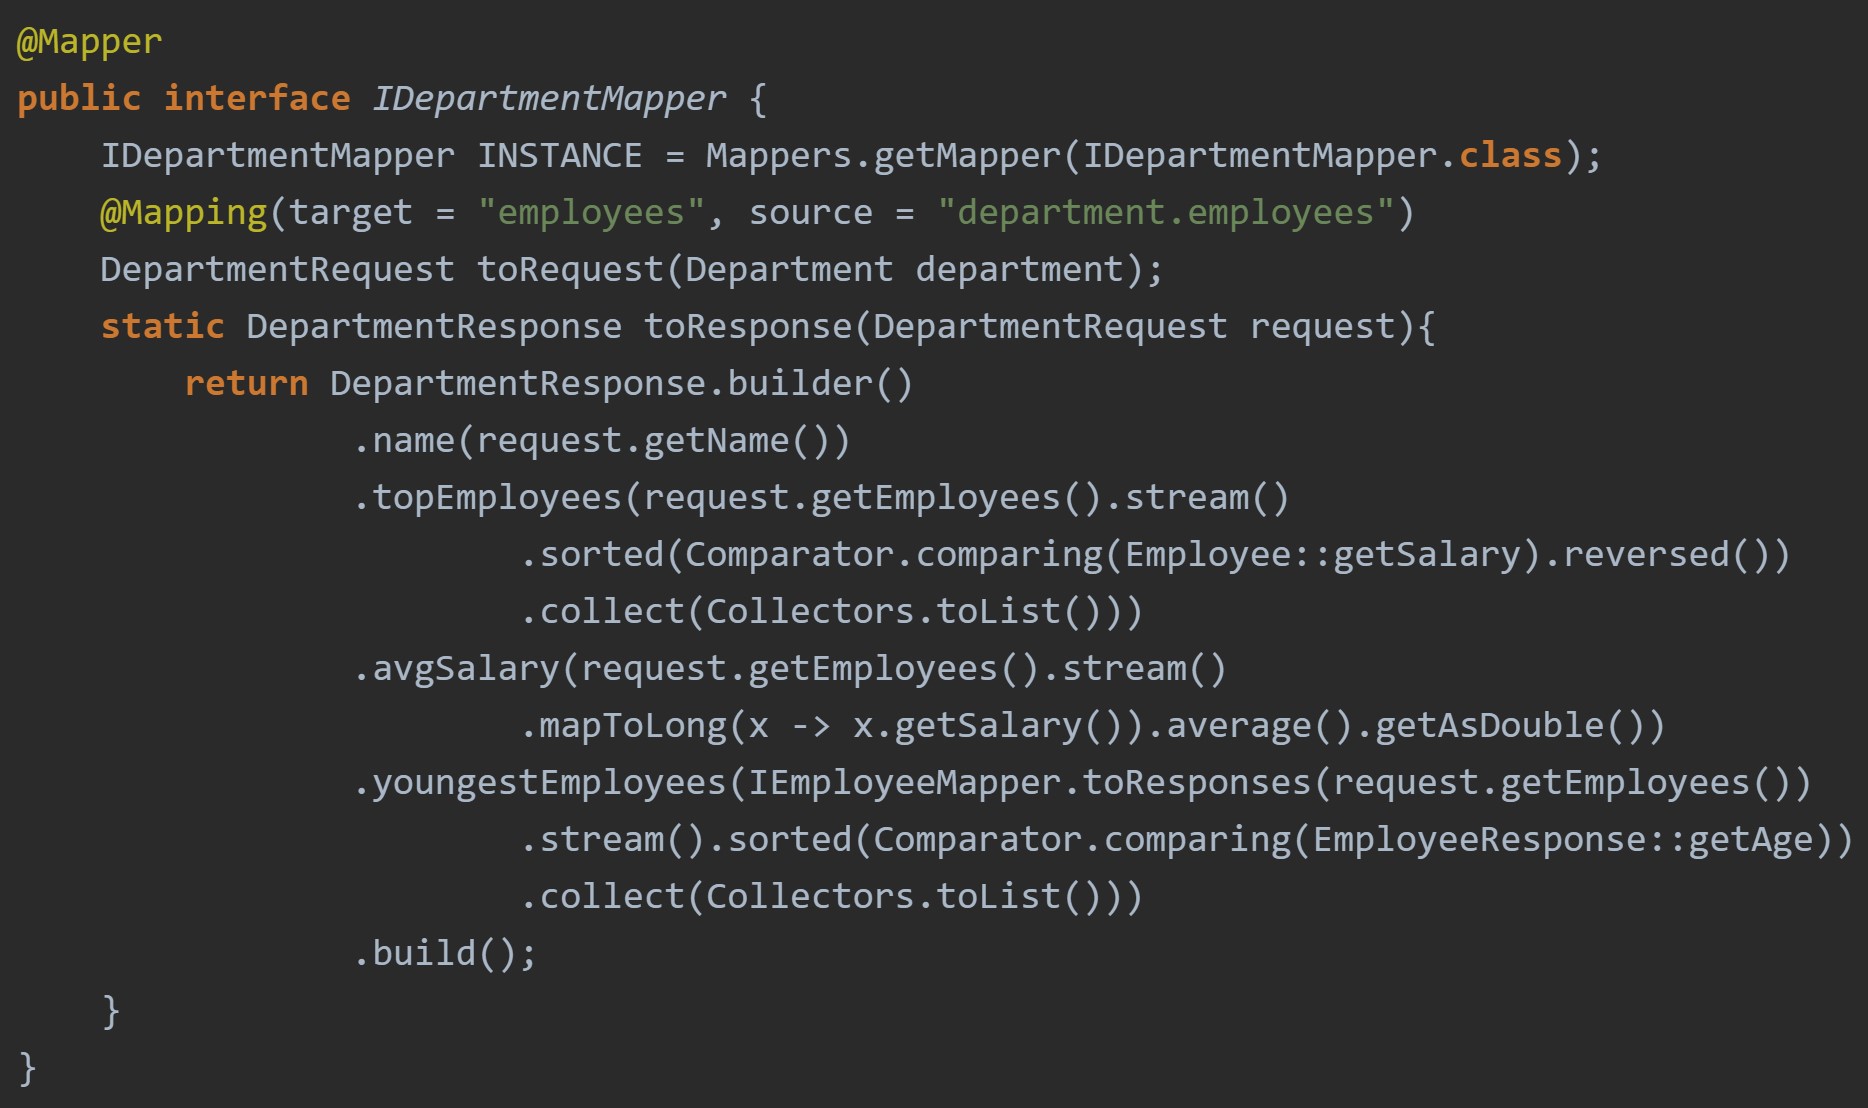 @Mapper
public interface IDepartmentMapper {
    IDepartmentMapper INSTANCE = Mappers.getMapper(IDepartmentMapper.class);
    @Mapping(target = "employees", source = "department.employees")
    DepartmentRequest toRequest(Department department);
    static DepartmentResponse toResponse(DepartmentRequest request){
        return DepartmentResponse.builder()
                .name(request.getName())
                .topEmployees(request.getEmployees().stream()
                        .sorted(Comparator.comparing(Employee::getSalary).reversed())
                        .collect(Collectors.toList()))
                .avgSalary(request.getEmployees().stream()
                        .mapToLong(x -> x.getSalary()).average().getAsDouble())
                .youngestEmployees(IEmployeeMapper.toResponses(request.getEmployees())
                        .stream().sorted(Comparator.comparing(EmployeeResponse::getAge))
                        .collect(Collectors.toList()))
                .build();
    }
}